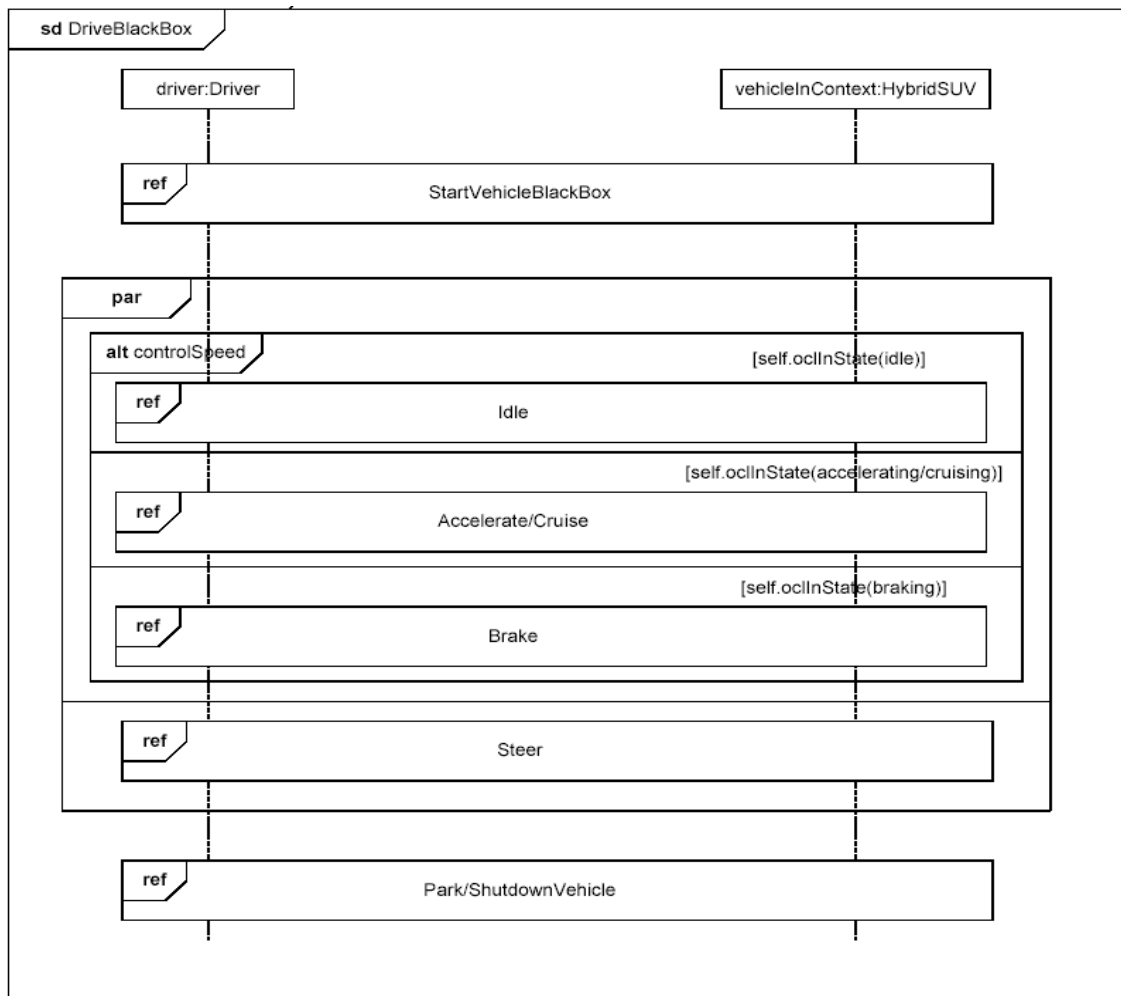 sd DriveBlackBox
driver:Driver
vehicleInContext:HybridSUV
ref
StartVehicleBlackBox
par
alt controlSpeed
[self.oclInState(idle)]
ref
Idle
[self.oclInState(accelerating/cruising)]
ref
Accelerate/Cruise
[self.oclInState(braking)]
ref
Brake
ref
Steer
ref
Park/ShutdownVehicle